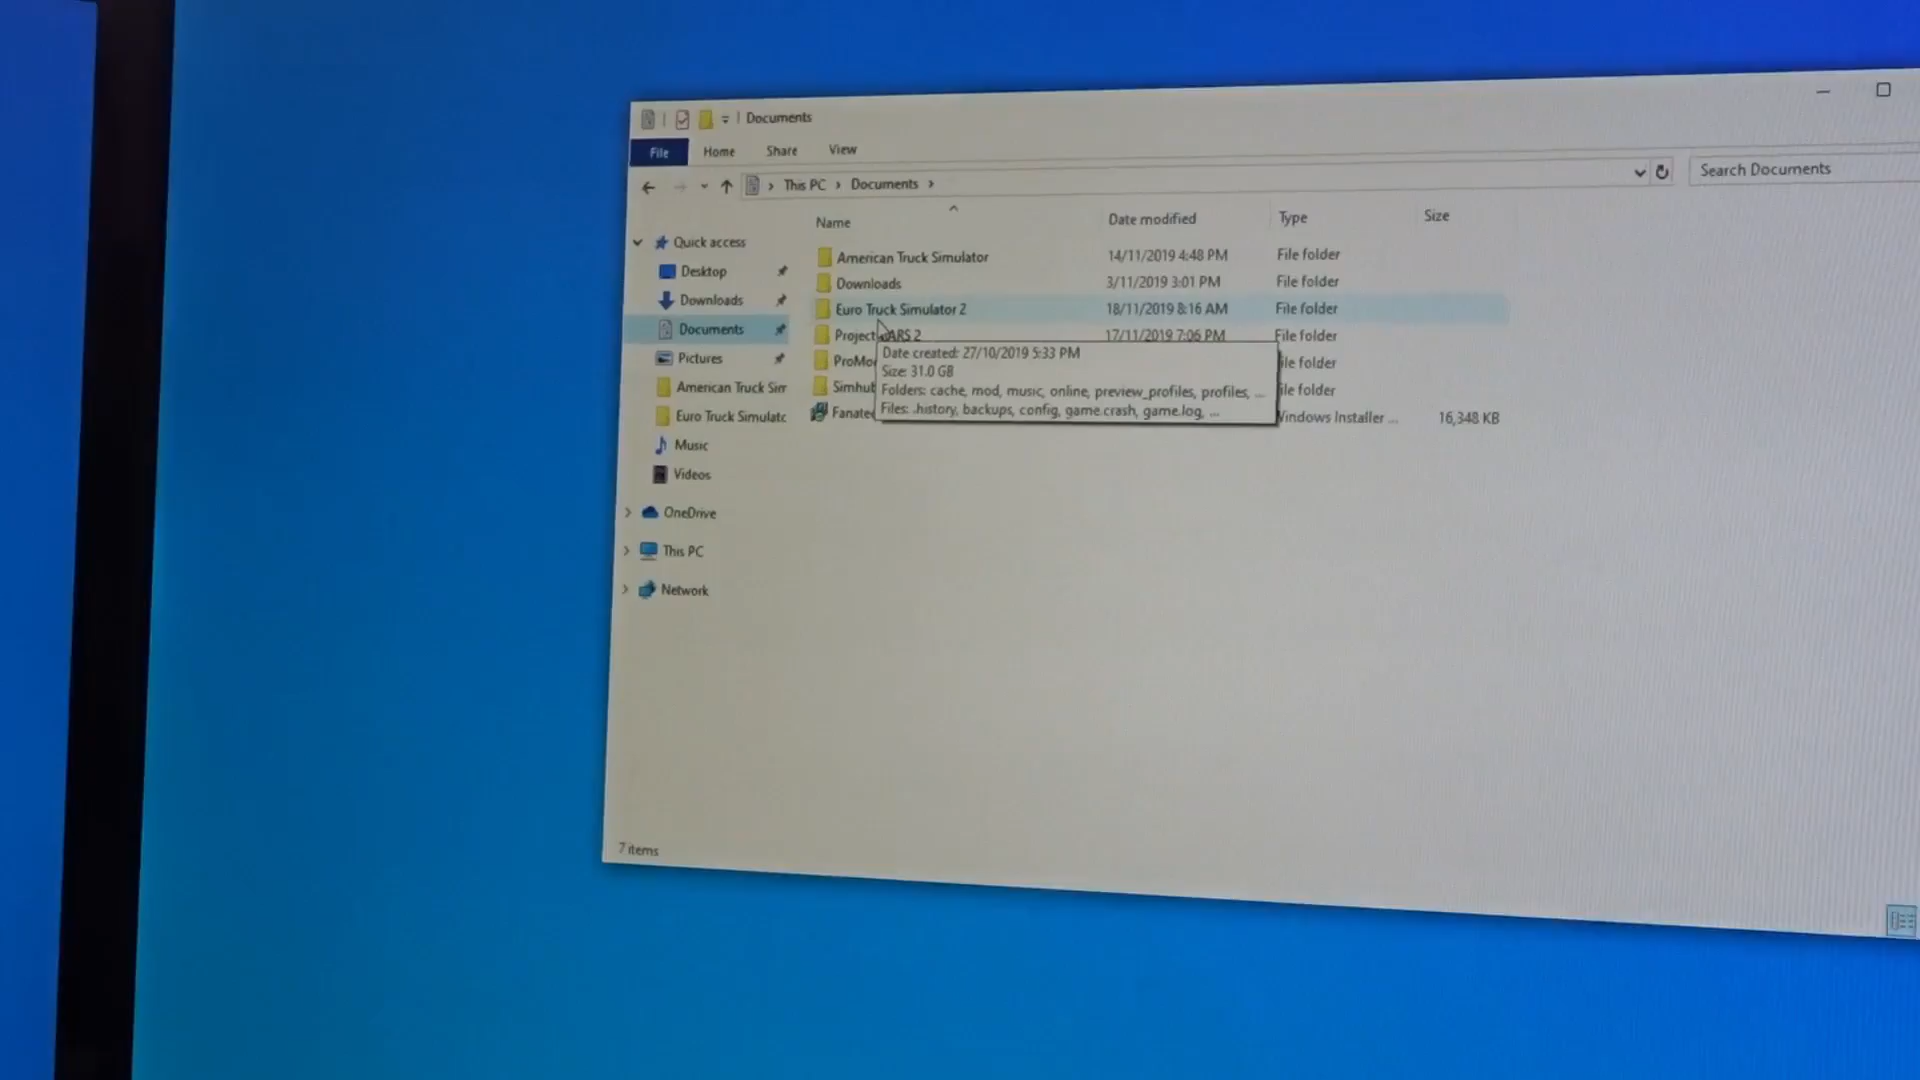 Documents
File Home Share View
This PC › Documents ›
Search Documents
Name Date modified Type Size
Quick access
Desktop
Downloads
Documents
Pictures
American Truck Sim
Euro Truck Simulato
Music
Videos
OneDrive
This PC
Network
American Truck Simulator 14/11/2019 4:48 PM File folder
Downloads 3/11/2019 3:01 PM File folder
Euro Truck Simulator 2 18/11/2019 8:16 AM File folder
Project CARS 2 17/11/2019 7:06 PM File folder
ProMo file folder
Simhub file folder
Fanatec Windows Installer ... 16,348 KB
Date created: 27/10/2019 5:33 PM
Size: 31.0 GB
Folders: cache, mod, music, online, preview_profiles, profiles, ...
Files: .history, backups, config, game.crash, game.log, ...
7 items